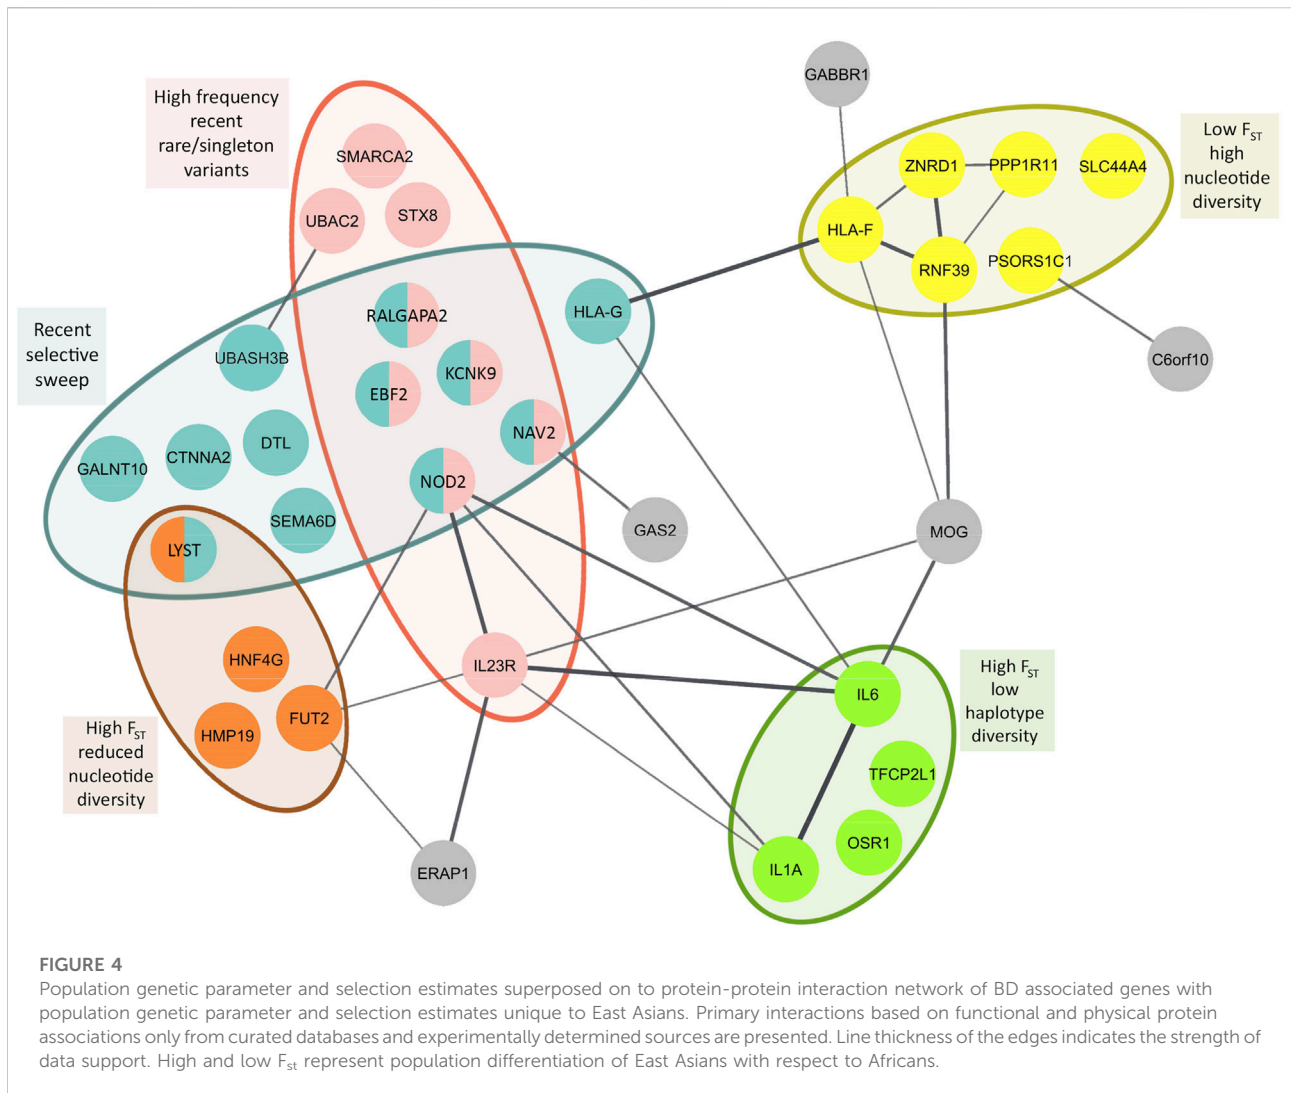 GABBR1
High frequency
recent
rare/singleton
variants
SMARCA2
UBAC2
STX8
Low F_ST
high
nucleotide
diversity
ZNRD1
PPP1R11
SLC44A4
HLA-F
RNF39
PSORS1C1
C6orf10
Recent
selective
sweep
RALGAPA2
HLA-G
UBASH3B
KCNK9
EBF2
NAV2
DTL
CTNNA2
GALNT10
NOD2
SEMA6D
GAS2
MOG
LYST
HNF4G
IL23R
FUT2
HMP19
High F_ST
reduced
nucleotide
diversity
High F_ST
low
haplotype
diversity
IL6
TFCP2L1
OSR1
IL1A
ERAP1
FIGURE 4
Population genetic parameter and selection estimates superposed on to protein-protein interaction network of BD associated genes with
population genetic parameter and selection estimates unique to East Asians. Primary interactions based on functional and physical protein
associations only from curated databases and experimentally determined sources are presented. Line thickness of the edges indicates the strength of
data support. High and low F_st represent population differentiation of East Asians with respect to Africans.